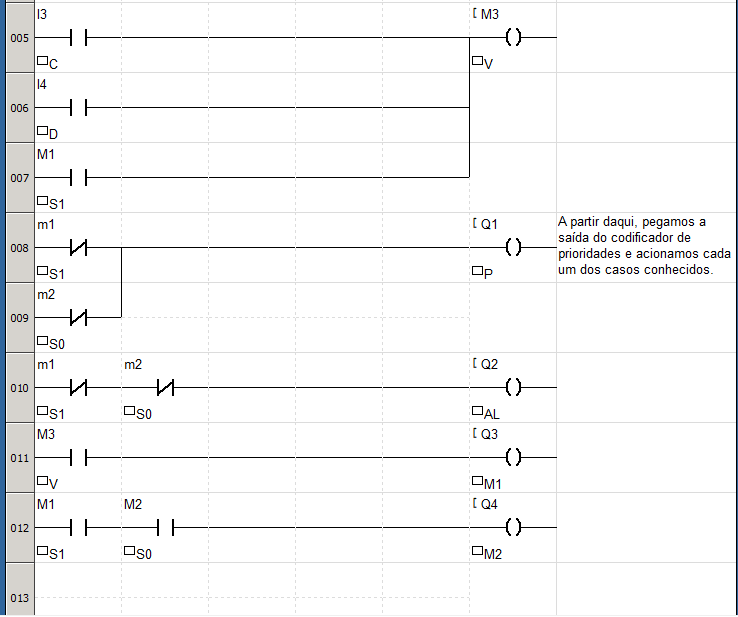 I3 [ M3
005
C V
I4
006
D
M1
007
S1
m1 [ Q1 A partir daqui, pegamos a
saída do codificador de
008 prioridades e acionamos cada
um dos casos conhecidos.
S1 P
m2
009
S0
m1 m2 [ Q2
010
S1 S0 AL
M3 [ Q3
011
V M1
M1 M2 [ Q4
012
S1 S0 M2
013